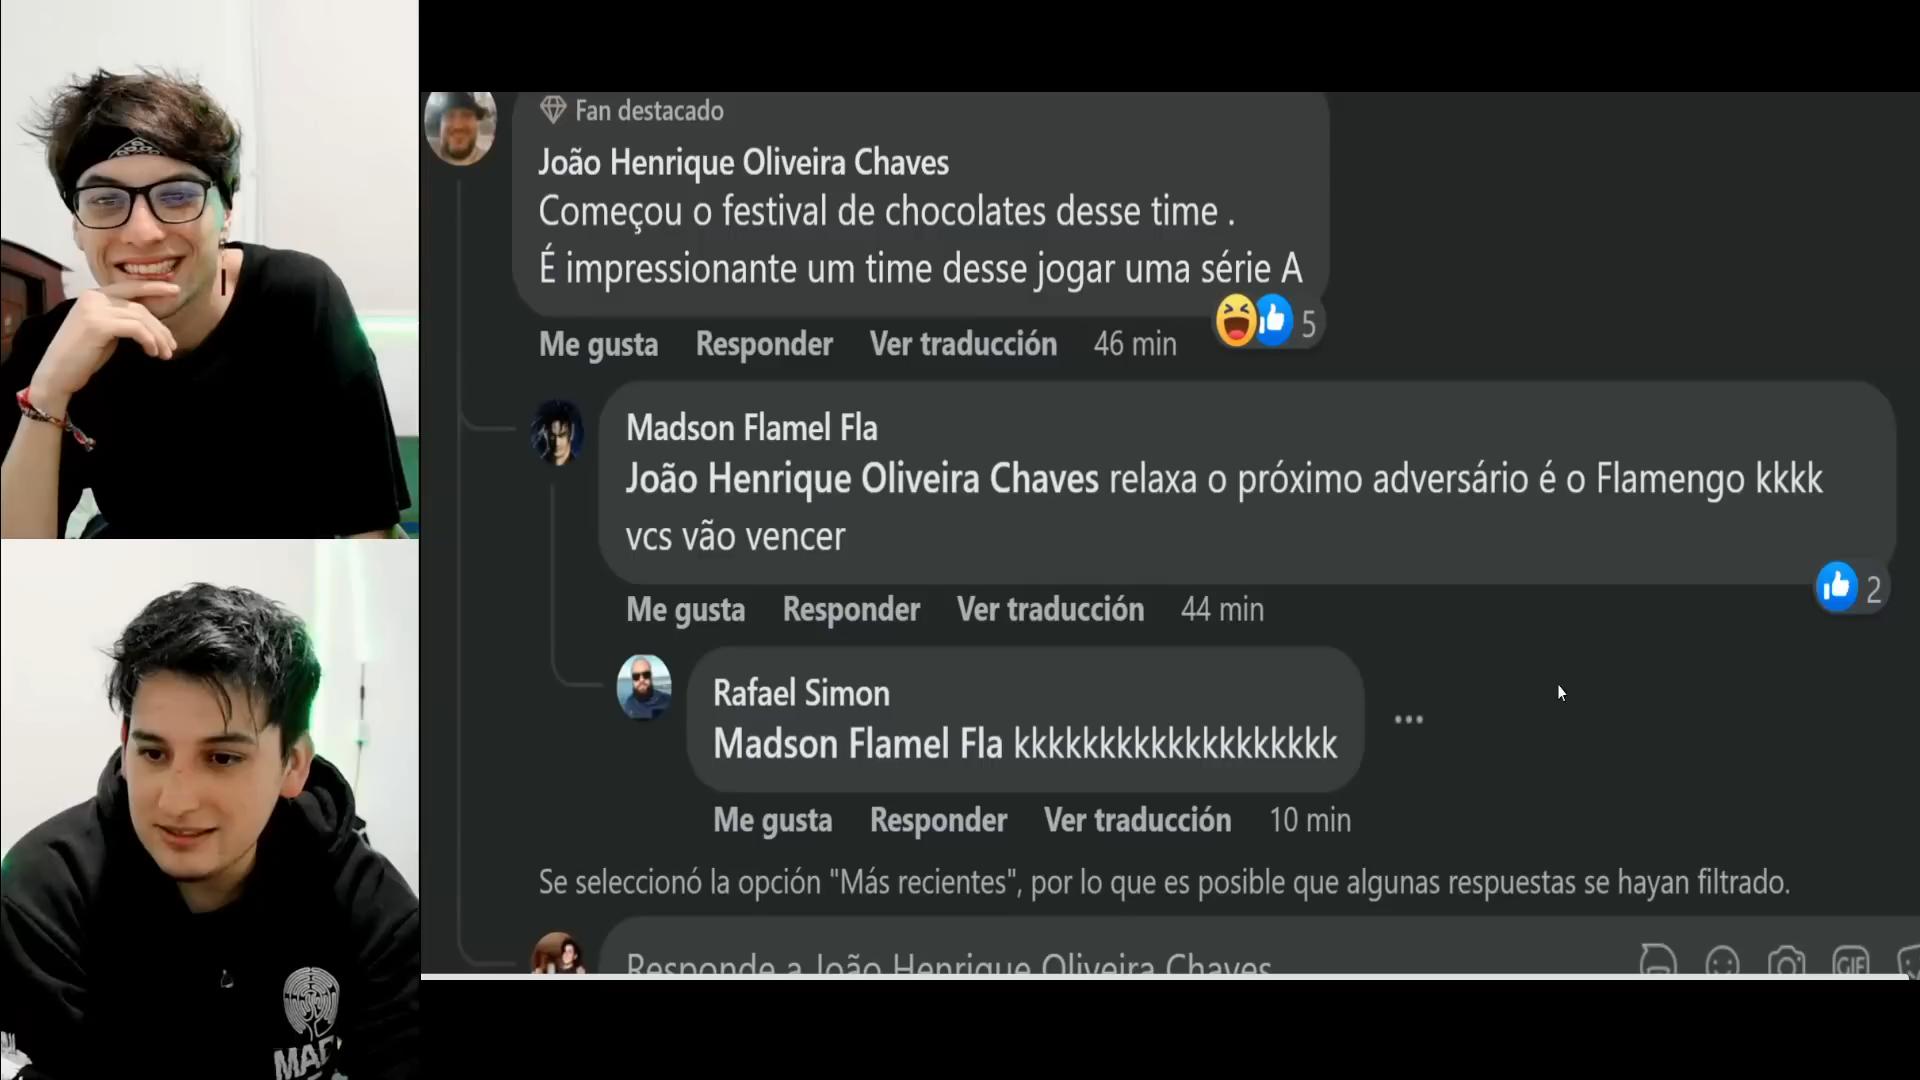 Fan destacado
João Henrique Oliveira Chaves
Começou o festival de chocolates desse time .
É impressionante um time desse jogar uma série A
5
Me gusta Responder Ver traducción 46 min
Madson Flamel Fla
João Henrique Oliveira Chaves relaxa o próximo adversário é o Flamengo kkkk
vcs vão vencer
2
Me gusta Responder Ver traducción 44 min
Rafael Simon
Madson Flamel Fla kkkkkkkkkkkkkkkkkkk
Me gusta Responder Ver traducción 10 min
Se seleccionó la opción "Más recientes", por lo que es posible que algunas respuestas se hayan filtrado.
Responde a João Henrique Oliveira Chaves
GIF